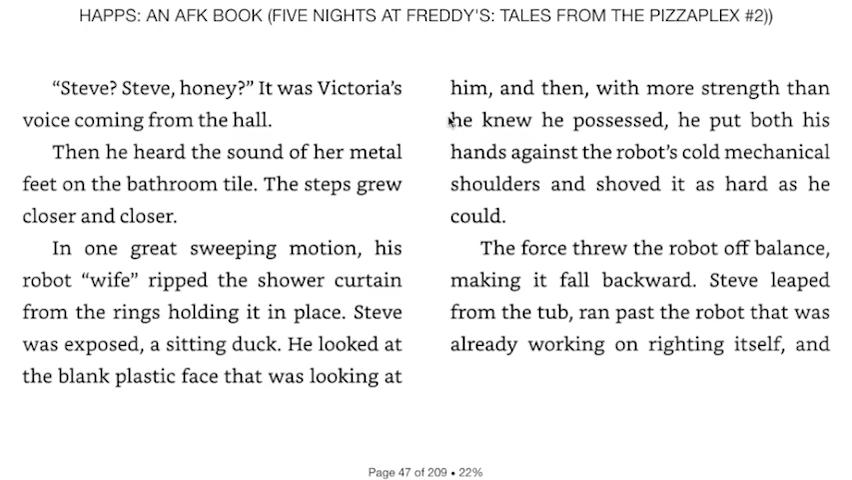 HAPPS: AN AFK BOOK (FIVE NIGHTS AT FREDDY'S: TALES FROM THE PIZZAPLEX #2))
“Steve? Steve, honey?” It was Victoria’s
voice coming from the hall.
Then he heard the sound of her metal
feet on the bathroom tile. The steps grew
closer and closer.
In one great sweeping motion, his
robot “wife” ripped the shower curtain
from the rings holding it in place. Steve
was exposed, a sitting duck. He looked at
the blank plastic face that was looking at
him, and then, with more strength than
he knew he possessed, he put both his
hands against the robot’s cold mechanical
shoulders and shoved it as hard as he
could.
The force threw the robot off balance,
making it fall backward. Steve leaped
from the tub, ran past the robot that was
already working on righting itself, and
Page 47 of 209 • 22%